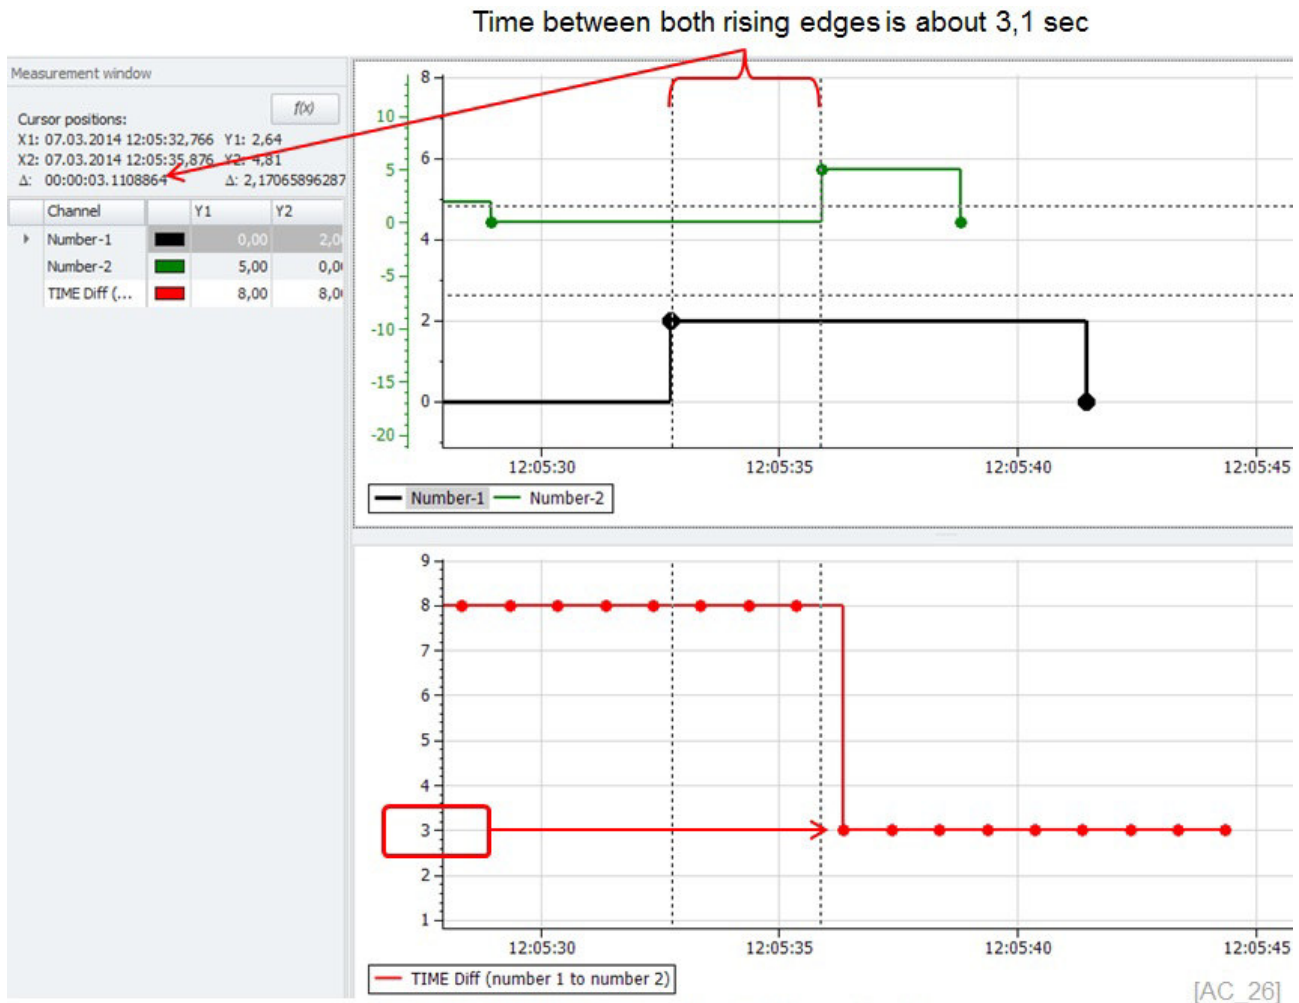 Time between both rising edges is about 3,1 sec
Measurement window
f(x)
Cursor positions:
X1: 07.03.2014 12:05:32,766 Y1: 2,64
X2: 07.03.2014 12:05:35,876 Y2: 4,81
Δ: 00:00:03.1108864 Δ: 2,17065896287
Channel Y1 Y2
Number-1 0,00 2,0
Number-2 5,00 0,0
TIME Diff (... 8,00 8,0
10
5
0
-5
-10
-15
-20
8
6
4
2
0
12:05:30 12:05:35 12:05:40 12:05:45
Number-1 Number-2
9
8
7
6
5
4
3
2
1
12:05:30 12:05:35 12:05:40 12:05:45
TIME Diff (number 1 to number 2)
[AC_26]